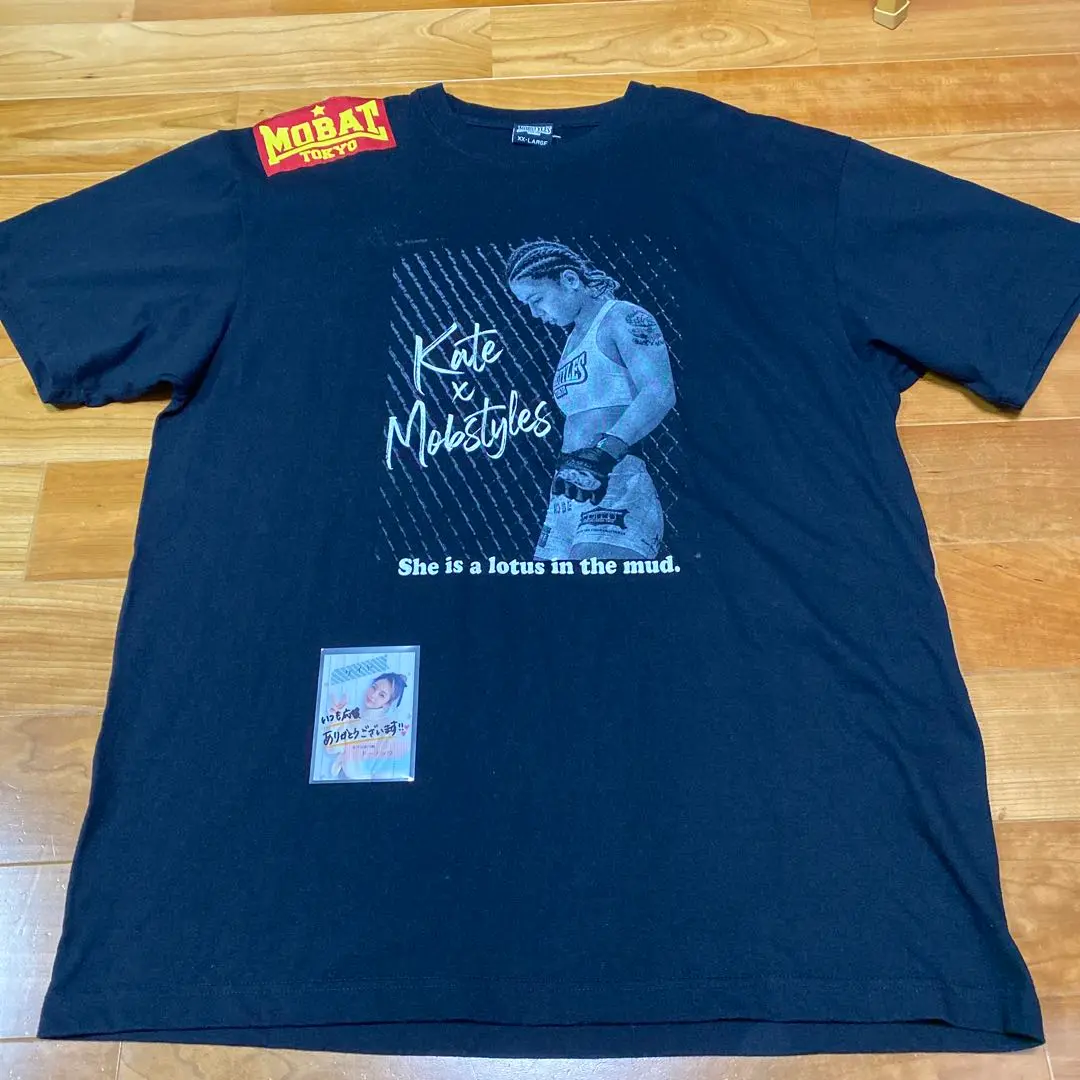 MOBAT
TOKYO
MOBSTYLES
XX-LARGE
Kate
x
Mobstyles
She is a lotus in the mud.
いつも応援
ありがとうございます!!